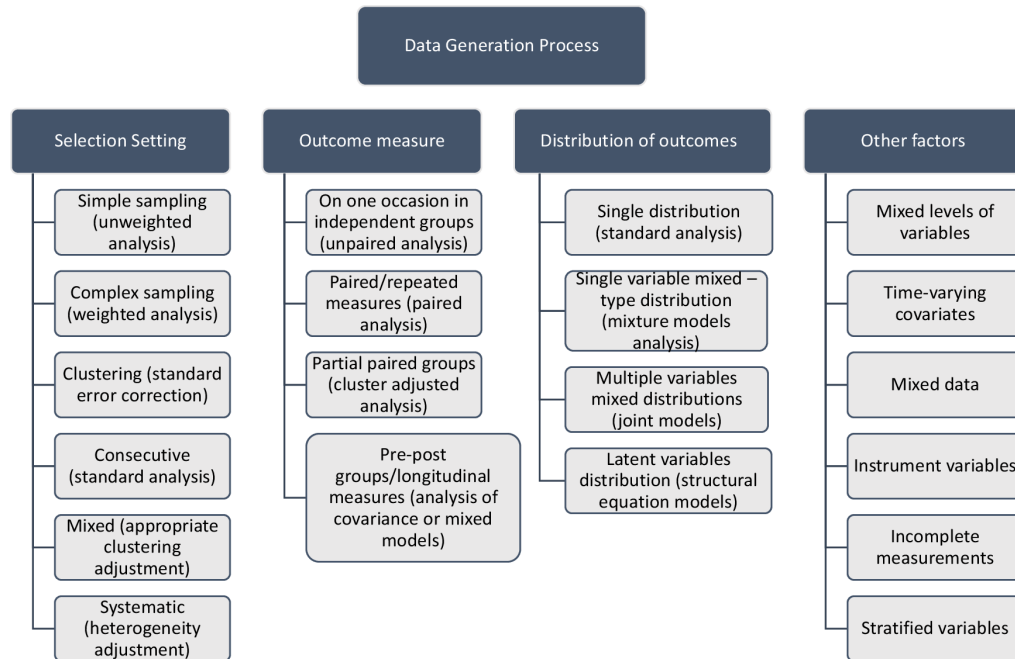 Data Generation Process
Selection Setting
Simple sampling
(unweighted
analysis)
Complex sampling
(weighted analysis)
Clustering (standard
error correction)
Consecutive
(standard analysis)
Mixed (appropriate
clustering
adjustment)
Systematic
(heterogeneity
adjustment)
Outcome measure
On one occasion in
independent groups
(unpaired analysis)
Paired/repeated
measures (paired
analysis)
Partial paired groups
(cluster adjusted
analysis)
Pre-post
groups/longitudinal
measures (analysis of
covariance or mixed
models)
Distribution of outcomes
Single distribution
(standard analysis)
Single variable mixed –
type distribution
(mixture models
analysis)
Multiple variables
mixed distributions
(joint models)
Latent variables
distribution (structural
equation models)
Other factors
Mixed levels of
variables
Time-varying
covariates
Mixed data
Instrument variables
Incomplete
measurements
Stratified variables